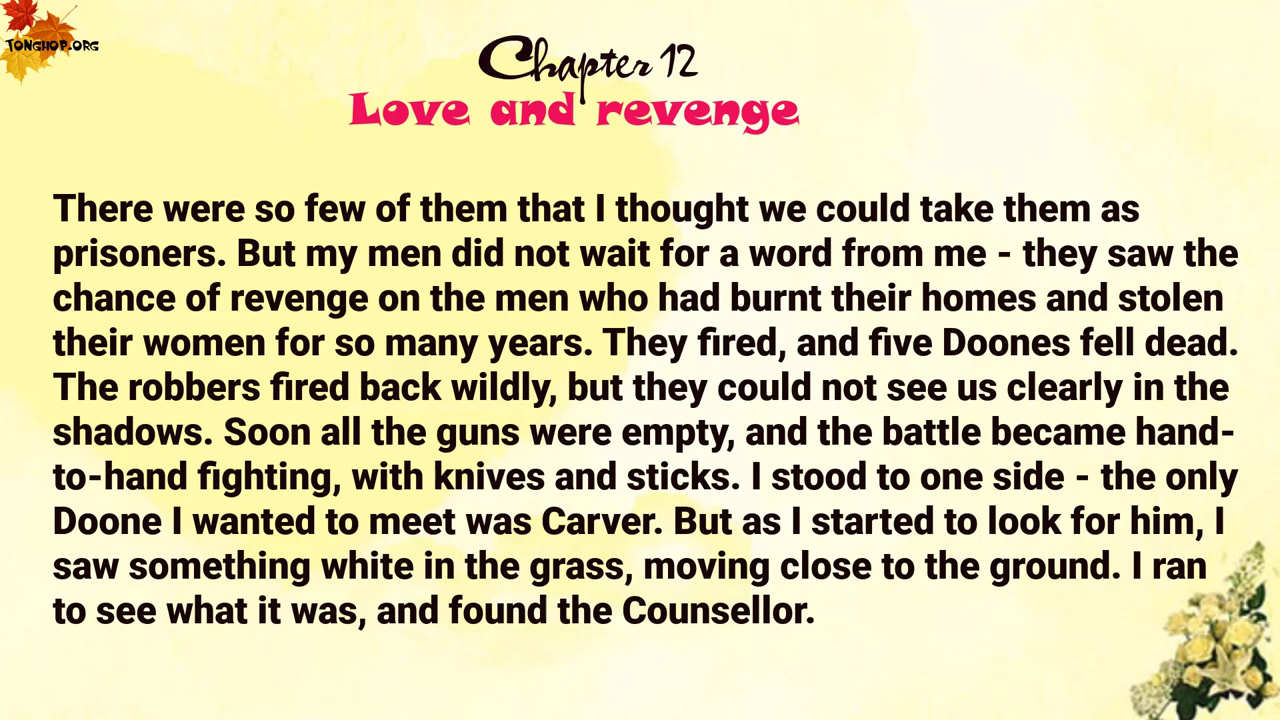 TONGHOP.ORG
Chapter 12
Love and revenge
There were so few of them that I thought we could take them as
prisoners. But my men did not wait for a word from me - they saw the
chance of revenge on the men who had burnt their homes and stolen
their women for so many years. They fired, and five Doones fell dead.
The robbers fired back wildly, but they could not see us clearly in the
shadows. Soon all the guns were empty, and the battle became hand-
to-hand fighting, with knives and sticks. I stood to one side - the only
Doone I wanted to meet was Carver. But as I started to look for him, I
saw something white in the grass, moving close to the ground. I ran
to see what it was, and found the Counsellor.